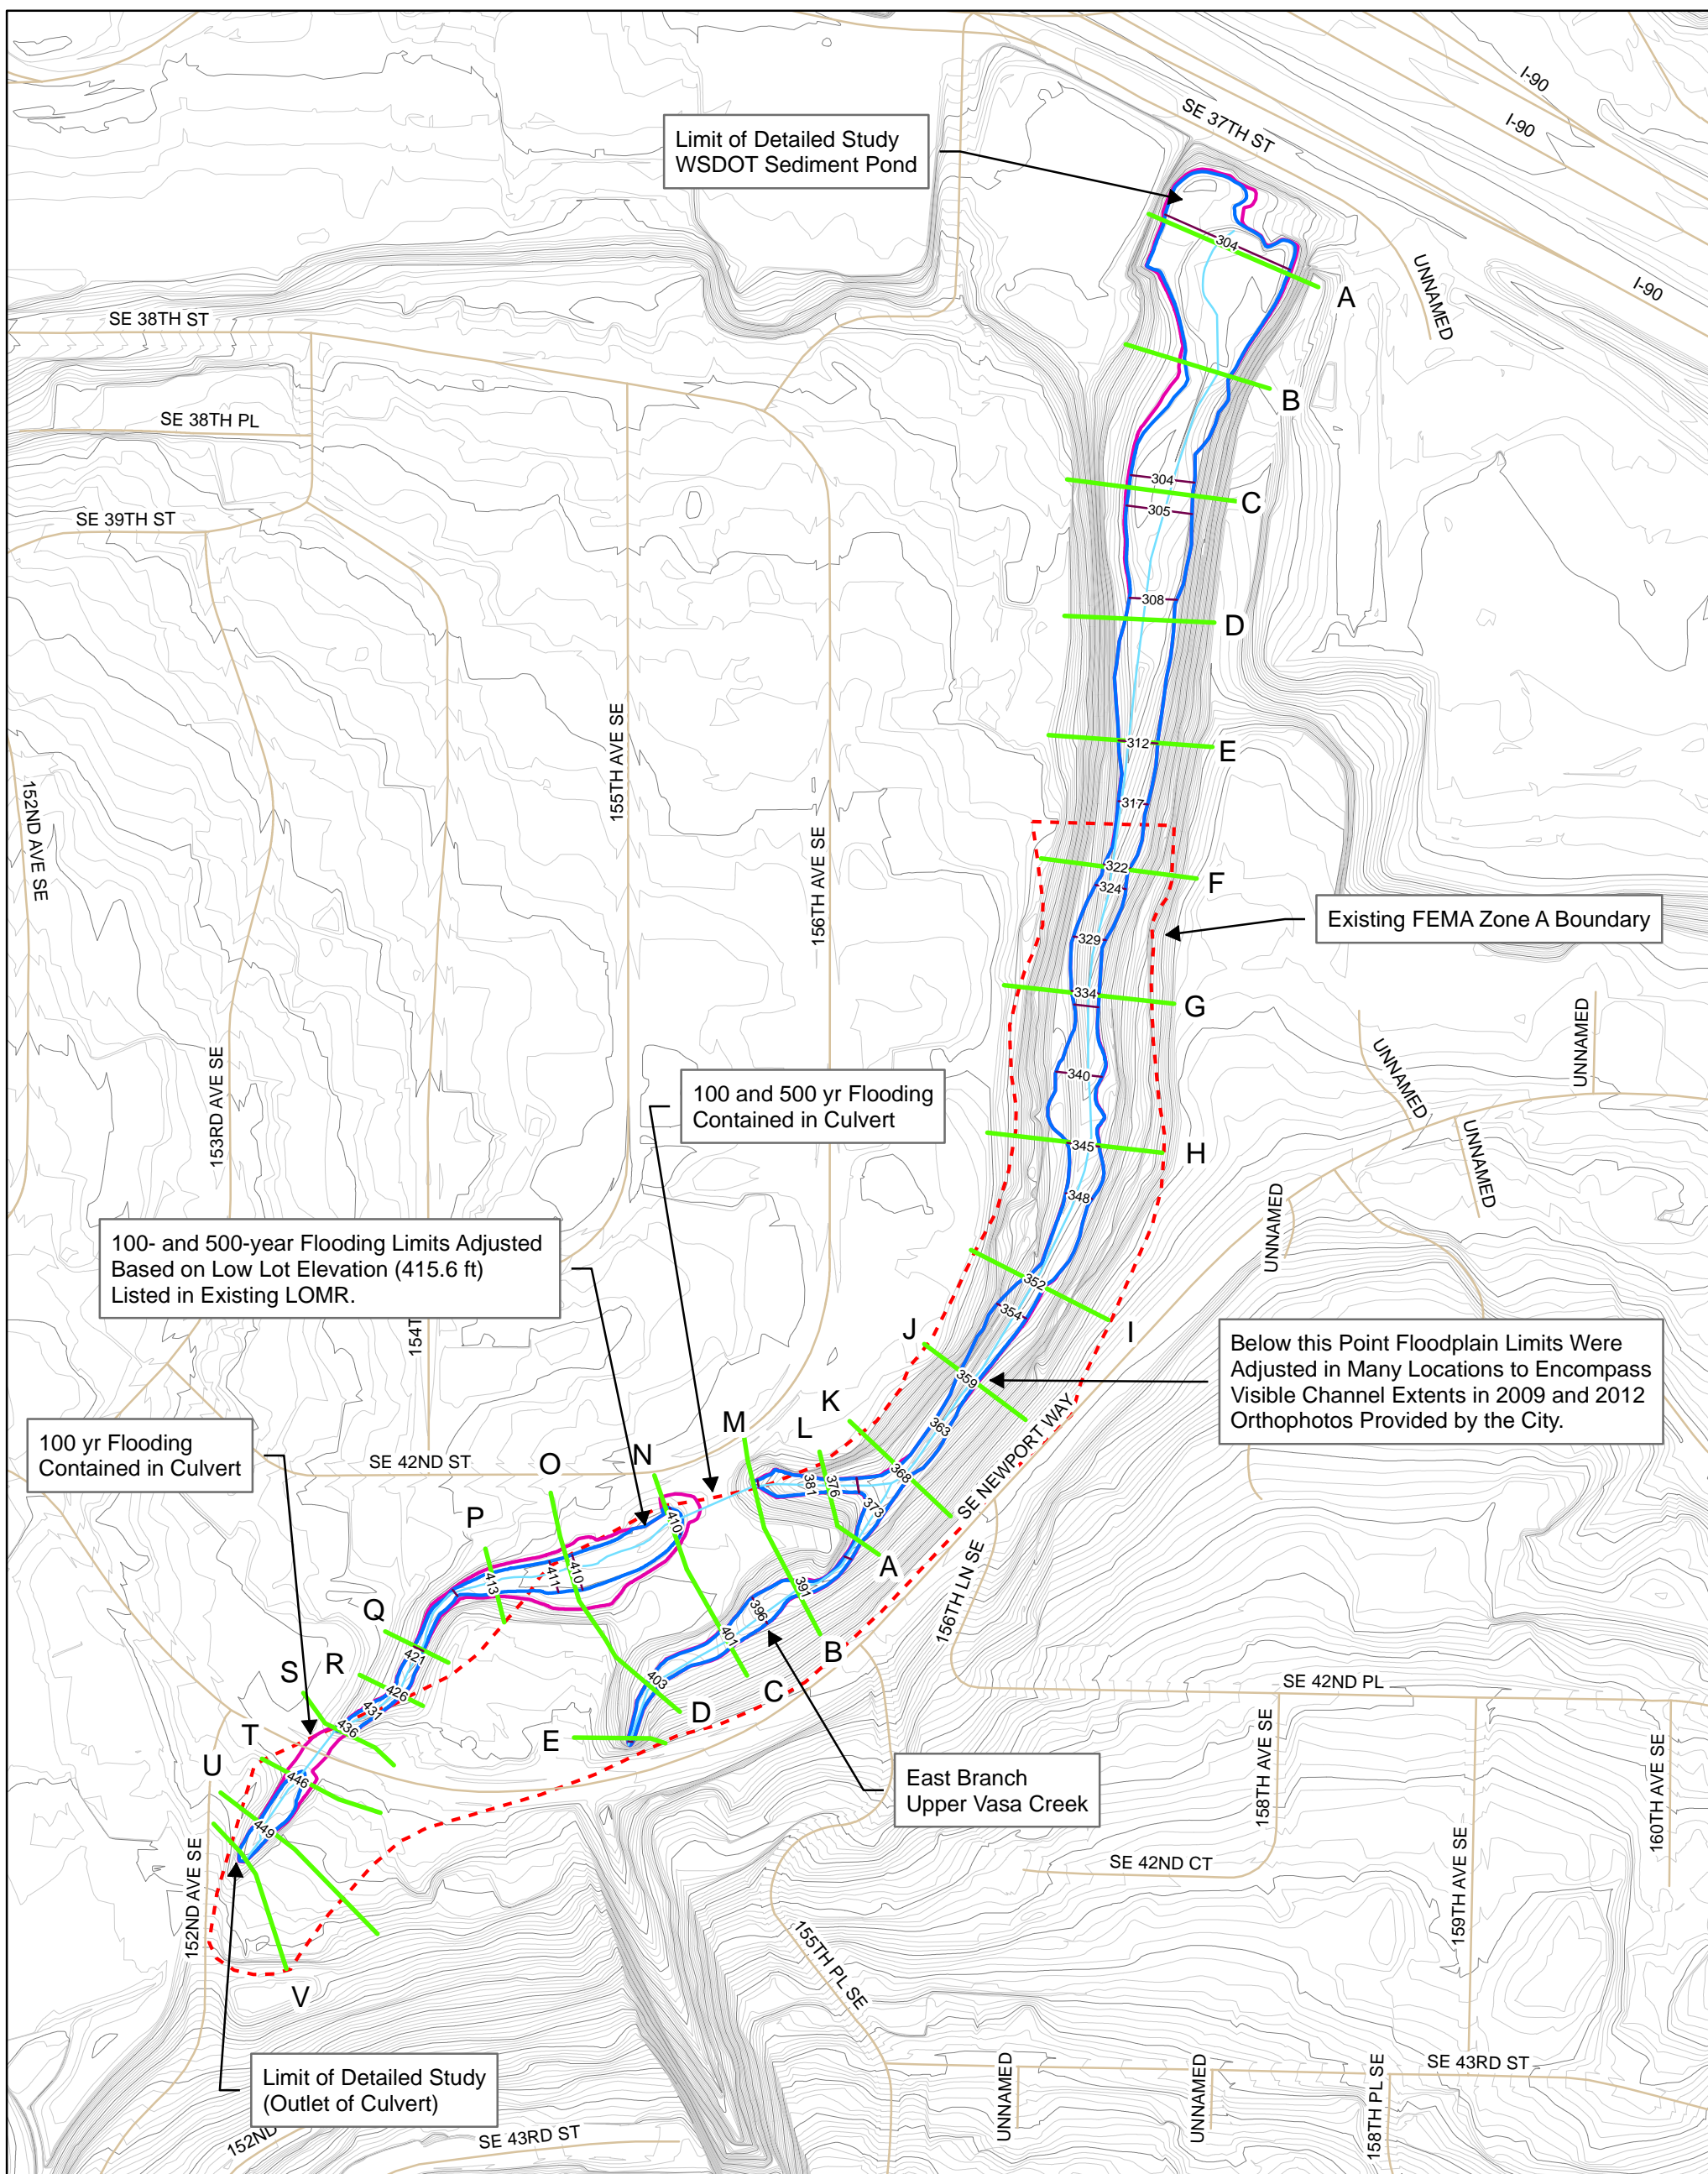 I-90
I-90
SE 37TH ST
Limit of Detailed Study
WSDOT Sediment Pond
304
UNNAMED
I-90
A
SE 38TH ST
B
SE 38TH PL
304
C
305
SE 39TH ST
308
D
155TH AVE SE
312
E
152ND AVE SE
317
156TH AVE SE
322
F
324
Existing FEMA Zone A Boundary
329
334
G
UNNAMED
UNNAMED
340
100 and 500 yr Flooding
Contained in Culvert
153RD AVE SE
345
H
UNNAMED
348
UNNAMED
100- and 500-year Flooding Limits Adjusted
Based on Low Lot Elevation (415.6 ft)
Listed in Existing LOMR.
352
354
I
154T
J
Below this Point Floodplain Limits Were
Adjusted in Many Locations to Encompass
Visible Channel Extents in 2009 and 2012
Orthophotos Provided by the City.
359
K
363
SE NEWPORT WAY
M
L
100 yr Flooding
Contained in Culvert
SE 42ND ST
O
N
368
381
376
373
P
410
A
156TH LN SE
413
411
410
391
Q
396
421
401
B
R
S
426
403
C
SE 42ND PL
431
436
D
T
E
U
446
158TH AVE SE
160TH AVE SE
East Branch
Upper Vasa Creek
449
152ND AVE SE
SE 42ND CT
159TH AVE SE
155TH PL SE
V
Limit of Detailed Study
(Outlet of Culvert)
UNNAMED
UNNAMED
158TH PL SE
SE 43RD ST
152ND
SE 43RD ST